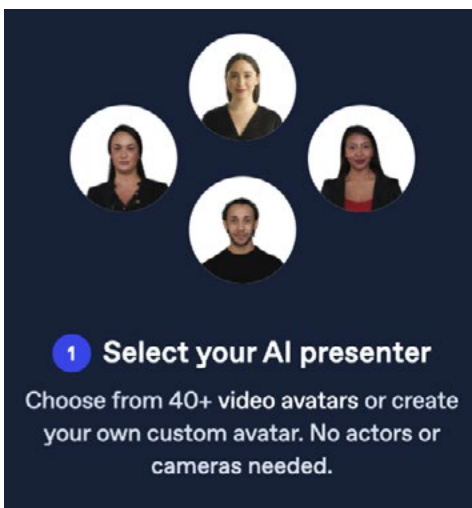 1 Select your AI presenter
Choose from 40+ video avatars or create
your own custom avatar. No actors or
cameras needed.